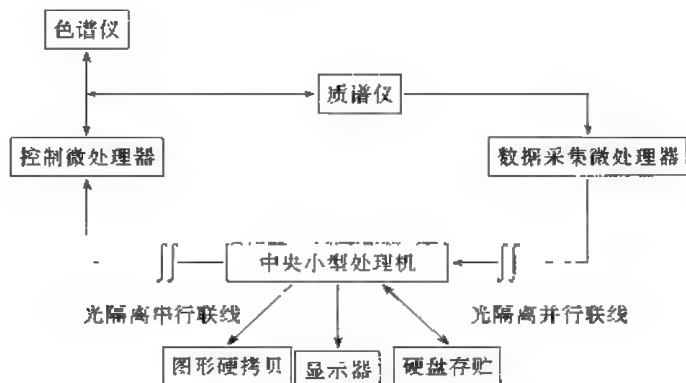 色谱仪
质谱仪
控制微处理器
数据采集微处理器
中央小型处理机
光隔离串行联线
光隔离并行联线
图形硬拷贝
显示器
硬盘存贮